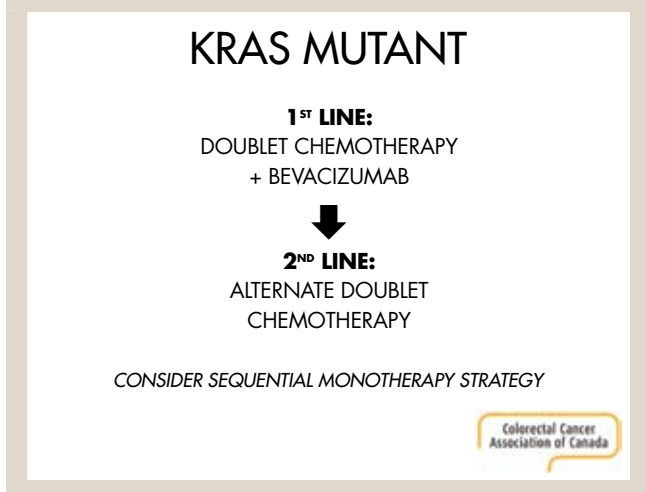 KRAS MUTANT
1ST LINE:
DOUBLET CHEMOTHERAPY
+ BEVACIZUMAB
2ND LINE:
ALTERNATE DOUBLET
CHEMOTHERAPY
CONSIDER SEQUENTIAL MONOTHERAPY STRATEGY
Colorectal Cancer
Association of Canada